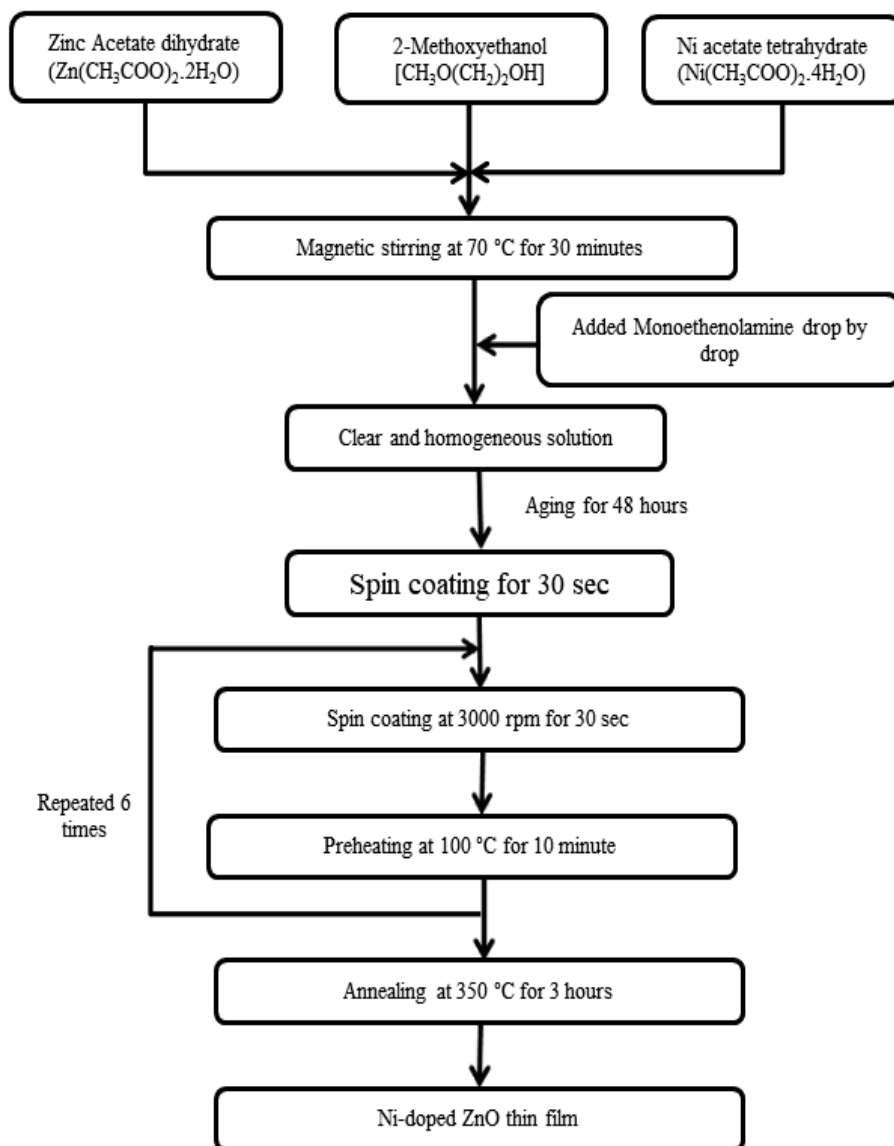 Zinc Acetate dihydrate
(Zn(CH₃COO)₂.2H₂O)
2-Methoxyethanol
[CH₃O(CH₂)₂OH]
Ni acetate tetrahydrate
(Ni(CH₃COO)₂.4H₂O)
Magnetic stirring at 70 °C for 30 minutes
Added Monoethenolamine drop by
drop
Clear and homogeneous solution
Aging for 48 hours
Spin coating for 30 sec
Spin coating at 3000 rpm for 30 sec
Repeated 6
times
Preheating at 100 °C for 10 minute
Annealing at 350 °C for 3 hours
Ni-doped ZnO thin film